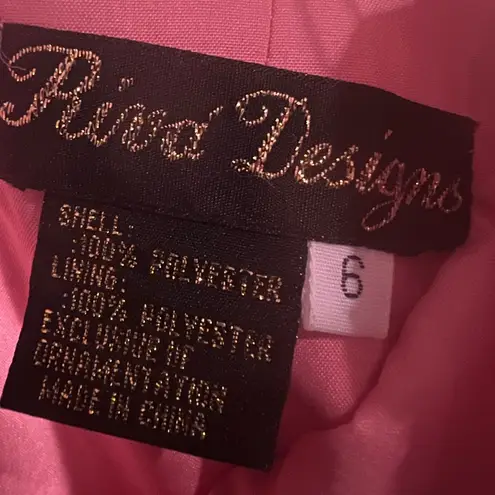 Riva Designs
SHELL:
100% POLYESTER
LINING:
100% POLYESTER
EXCLUSIVE OF
ORNAMENTATION
MADE IN CHINA
6